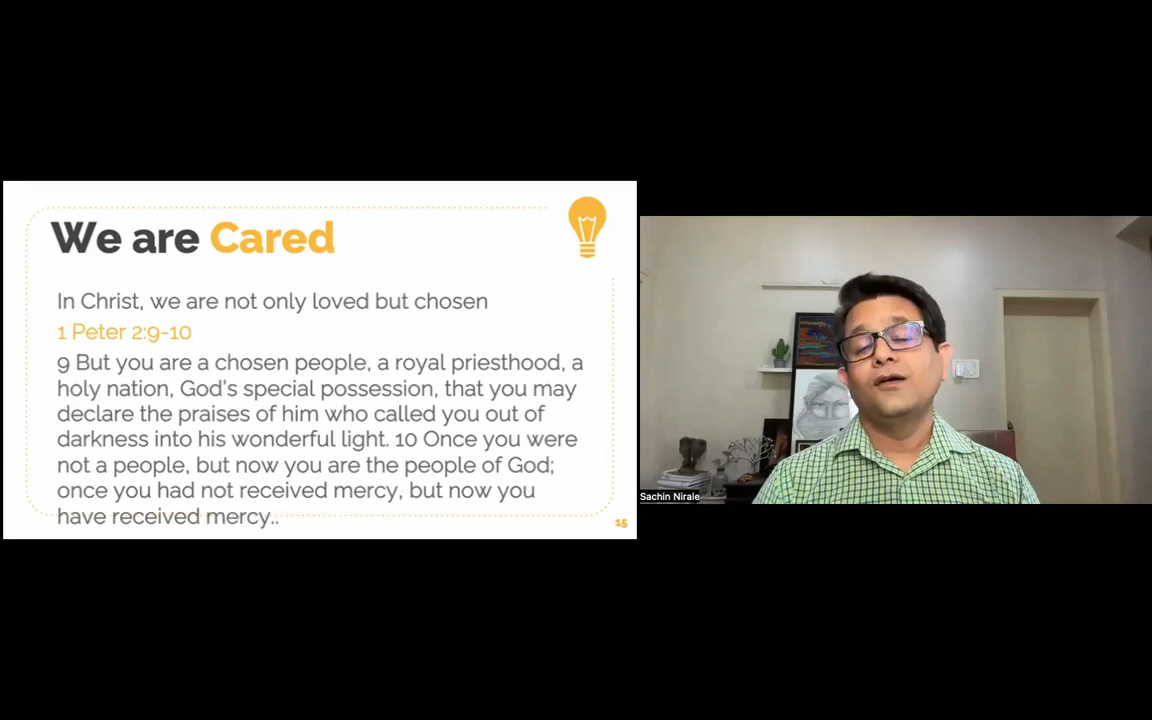 We are Cared
In Christ, we are not only loved but chosen
1 Peter 2:9-10
9 But you are a chosen people, a royal priesthood, a
holy nation, God's special possession, that you may
declare the praises of him who called you out of
darkness into his wonderful light. 10 Once you were
not a people, but now you are the people of God;
once you had not received mercy, but now you
have received mercy..
15
Sachin Nirale